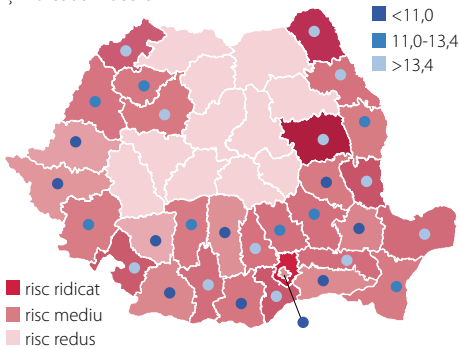 <11,0
11,0-13,4
>13,4
risc ridicat
risc mediu
risc redus